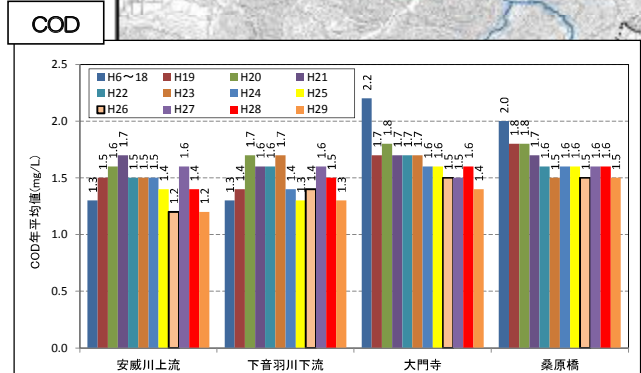 COD
2.5
2.0
1.5
1.0
0.5
0.0
COD年平均値(mg/L)
H6～18 H19 H20 H21
H22 H23 H24 H25
H26 H27 H28 H29
1.3 1.5 1.6 1.7 1.5 1.5 1.5 1.4 1.2 1.6 1.4 1.2
1.3 1.4 1.7 1.6 1.6 1.7 1.4 1.3 1.4 1.6 1.5 1.3
2.2 1.7 1.8 1.7 1.7 1.7 1.6 1.6 1.5 1.5 1.6 1.4
2.0 1.8 1.8 1.7 1.6 1.5 1.6 1.6 1.5 1.6 1.6 1.5
安威川上流 下音羽川下流 大門寺 桑原橋